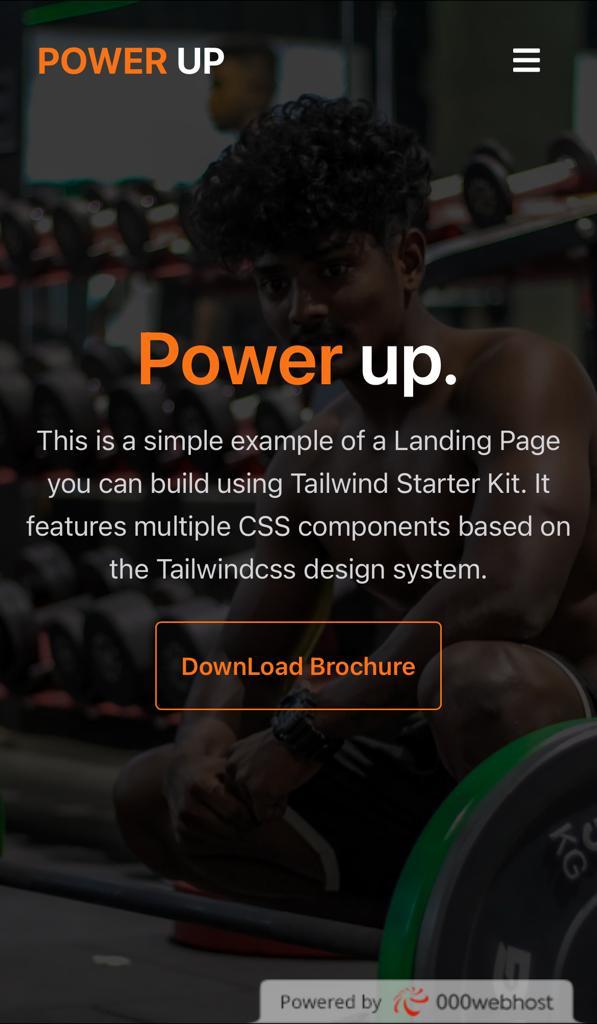 POWER UP
Power up.
This is a simple example of a Landing Page
you can build using Tailwind Starter Kit. It
features multiple CSS components based on
the Tailwindcss design system.
DownLoad Brochure
KG
Powered by 000webhost